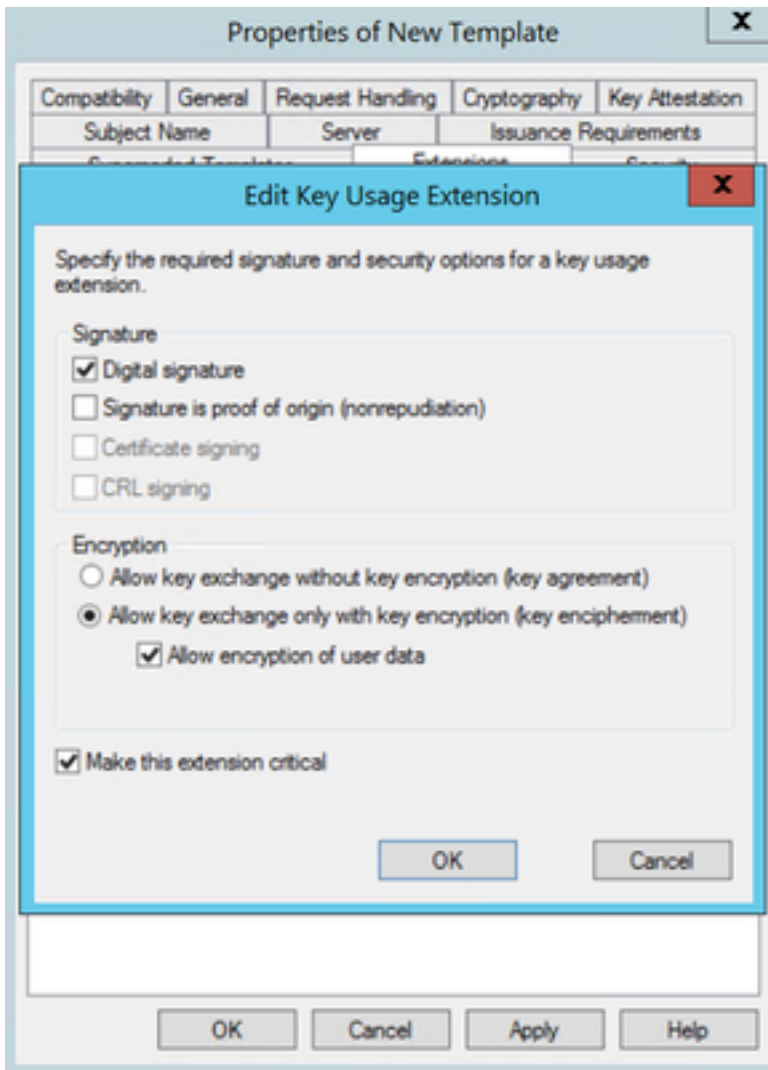 Properties of New Template
X
Compatibility General Request Handling Cryptography Key Attestation
Subject Name Server Issuance Requirements
Superseded Templates Extensions Security
Edit Key Usage Extension
X
Specify the required signature and security options for a key usage
extension.
Signature
Digital signature
Signature is proof of origin (nonrepudiation)
Certificate signing
CRL signing
Encryption
Allow key exchange without key encryption (key agreement)
Allow key exchange only with key encryption (key encipherment)
Allow encryption of user data
Make this extension critical
OK Cancel
OK Cancel Apply Help